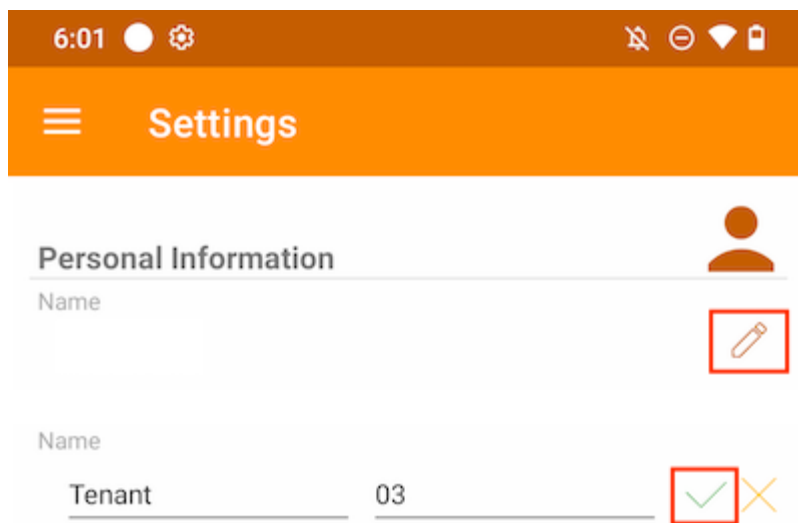 6:01
Settings
Personal Information
Name
Name
Tenant 03